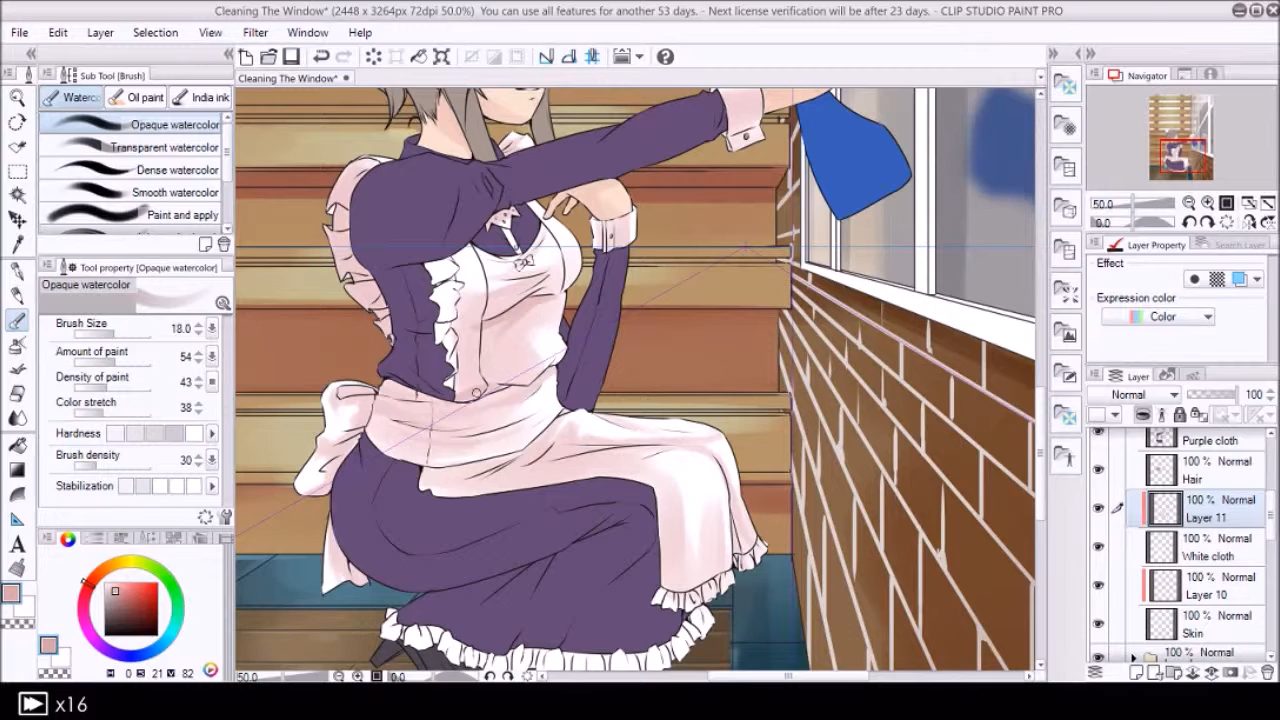 Cleaning The Window* (2448 x 3264px 72dpi 50.0%)  You can use all features for another 53 days. - Next license verification will be after 23 days. - CLIP STUDIO PAINT PRO
File Edit Layer Selection View Filter Window Help
Sub Tool [Brush]
Cleaning The Window*
Navigator
Waterc Oil paint India ink
Opaque watercolor
Transparent watercolor
Dense watercolor
Smooth watercolor
Paint and apply
50.0
0.0
Tool property [Opaque watercolor]
Opaque watercolor
Brush Size 18.0
Amount of paint 54
Density of paint 43
Color stretch 38
Hardness
Brush density 30
Stabilization
Layer Property Search Layer
Effect
Expression color
Color
Layer
Normal 100
Purple cloth
100 % Normal
Hair
100 % Normal
Layer 11
100 % Normal
White cloth
100 % Normal
Layer 10
100 % Normal
Skin
100 % Normal
H 0 S 21 V 82
50.0 0.0
x16